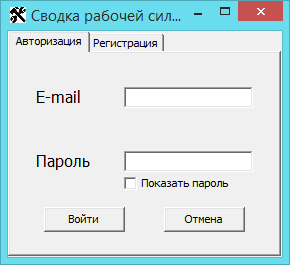 Сводка рабочей сил...
Авторизация Регистрация
E-mail
Пароль
Показать пароль
Войти Отмена